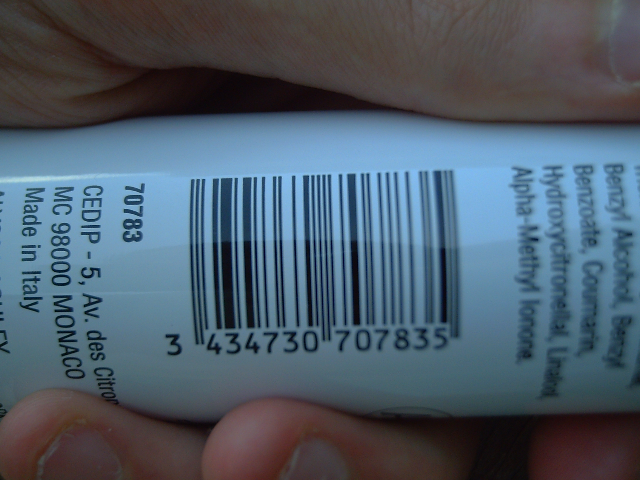 70783
CEDIP - 5, Av. des Citron
MC 98000 MONACO
Made in Italy
3 434730 707835
Benzyl Alcohol, Benzyl
Benzoate, Coumarin,
Hydroxycitronellal, Linalool,
Alpha-Methyl Ionone,